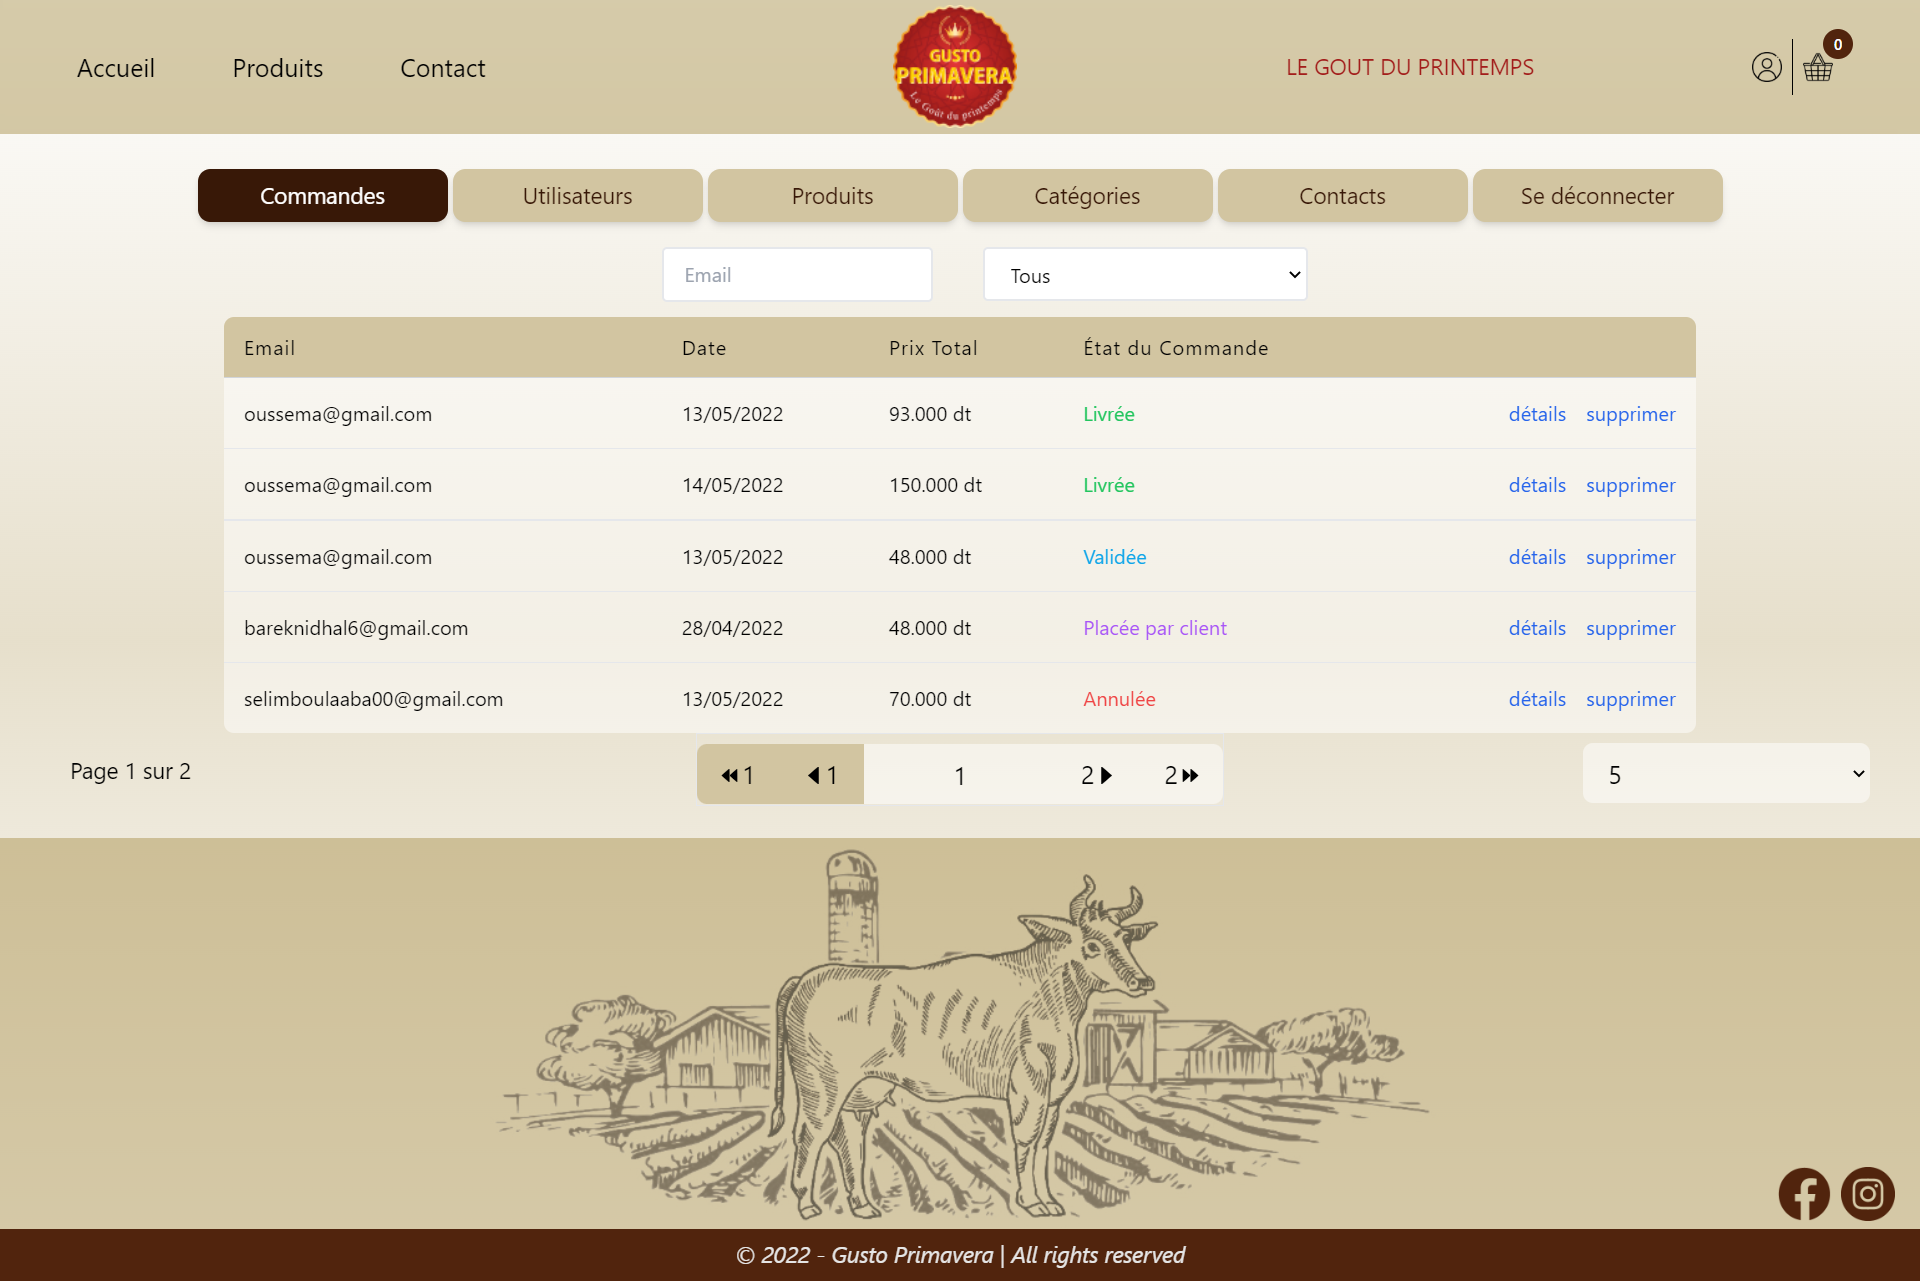 Accueil Produits Contact
GUSTO
PRIMAVERA
Le Goût du printemps
LE GOUT DU PRINTEMPS
0
Commandes Utilisateurs Produits Catégories Contacts Se déconnecter
Email Tous
Email Date Prix Total État du Commande
oussema@gmail.com 13/05/2022 93.000 dt Livrée détails supprimer
oussema@gmail.com 14/05/2022 150.000 dt Livrée détails supprimer
oussema@gmail.com 13/05/2022 48.000 dt Validée détails supprimer
bareknidhal6@gmail.com 28/04/2022 48.000 dt Placée par client détails supprimer
selimboulaaba00@gmail.com 13/05/2022 70.000 dt Annulée détails supprimer
Page 1 sur 2 1 1 1 2 2 5
© 2022 - Gusto Primavera | All rights reserved